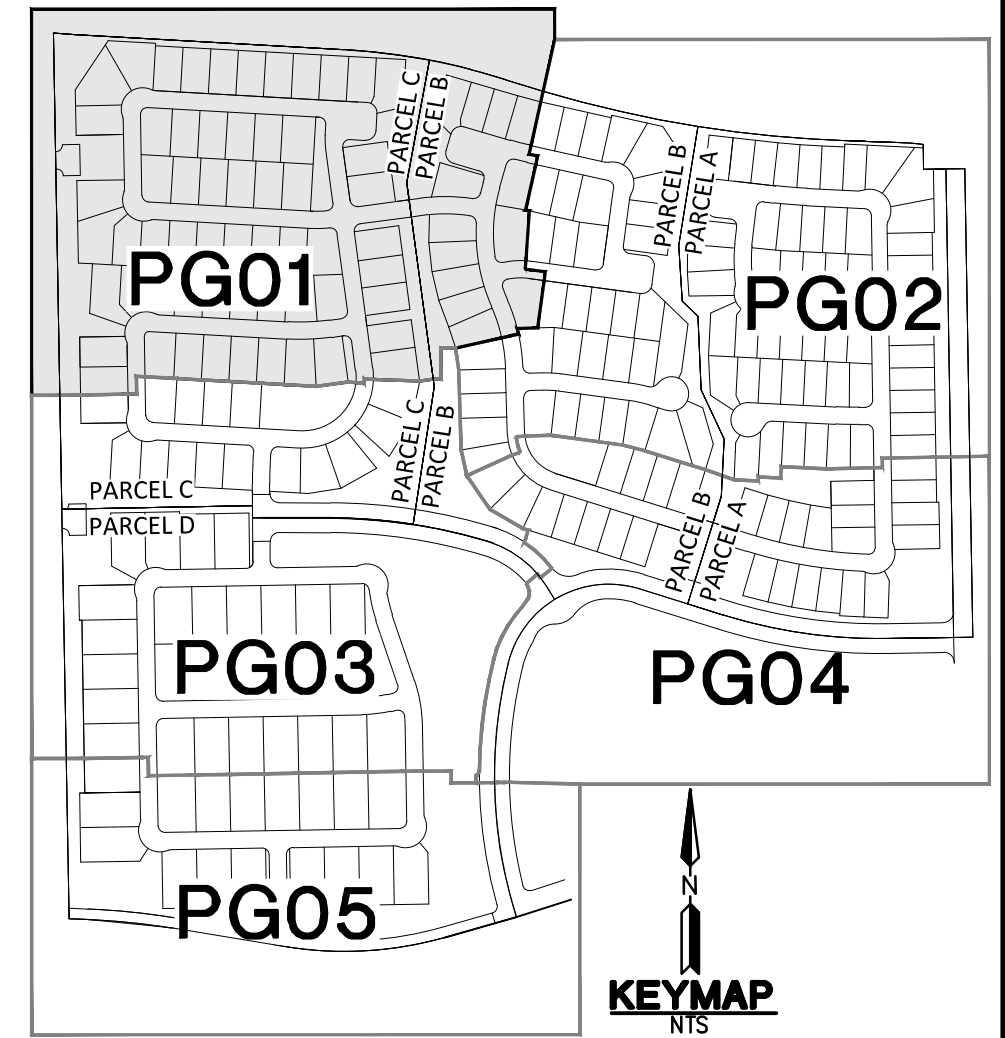 PARCEL C
PARCEL B
PARCEL B
PARCEL A
PG01
PG02
PARCEL C
PARCEL B
PARCEL C
PARCEL D
PARCEL B
PARCEL A
PG03
PG04
PG05
N
KEYMAP
NTS